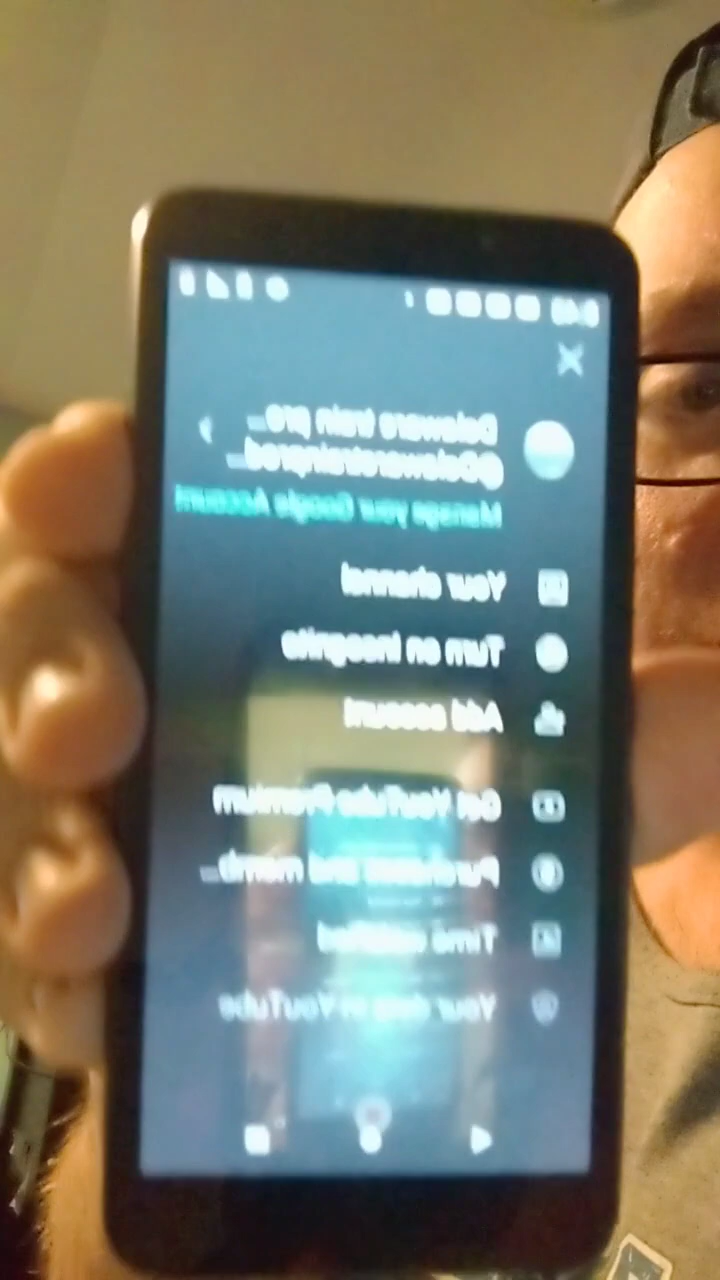 Delaware train pro...
@Delawaretrainprod...
Manage your Google Account
Your channel
Turn on Incognito
Add account
Get YouTube Premium
Purchases and memb...
Time watched
Your data in YouTube